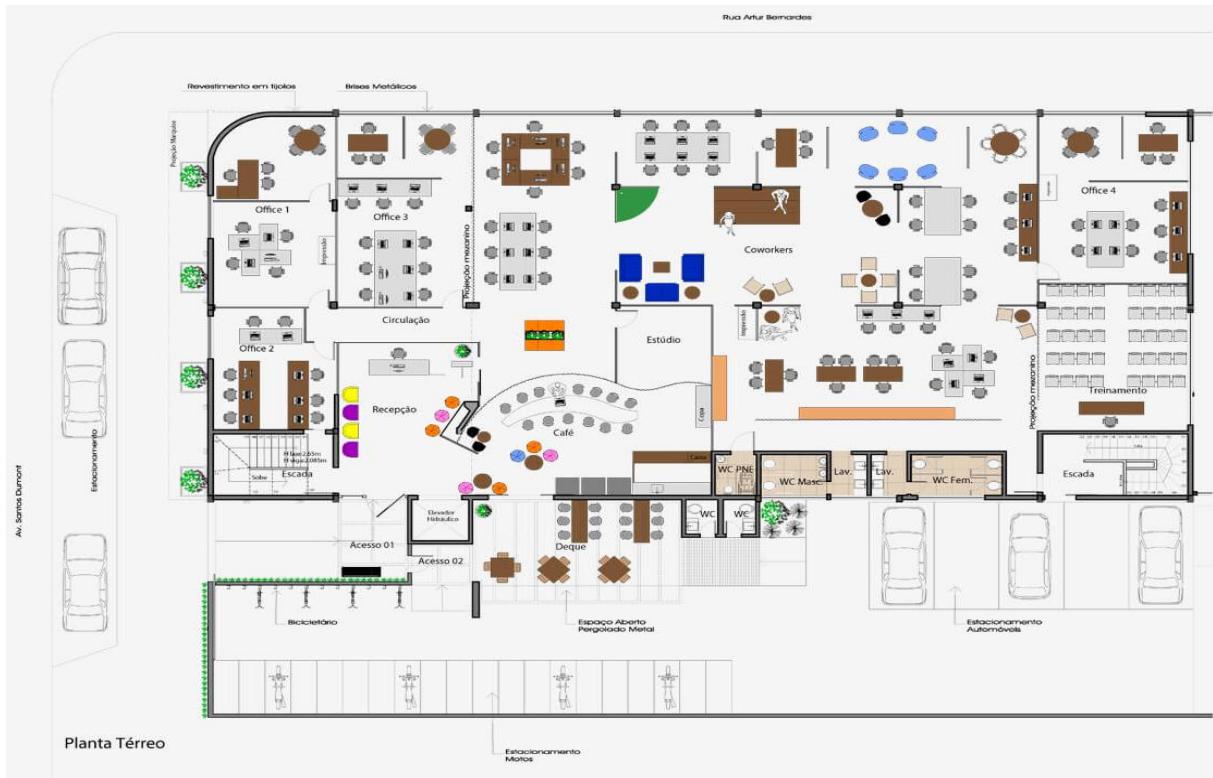 Rua Artur Bernardes
Revestimento em tijolos
Brises Metálicos
Projeção Marquise
Office 1
Impressão
Office 3
Projeção mezanino
Coworkers
Office 4
Circulação
Estúdio
Impressão
Office 2
Recepção
Café
Copa
Projeção mezanino
Treinamento
Caixa
WC PNE
WC Masc.
Lav.
Lav.
WC Fem.
Escada
Sobe
Escada
Estacionamento
Av. Santos Dumont
Elevador
Hidráulico
WC
WC
Acesso 01
Acesso 02
Deque
Bicicletário
Espaço Aberto
Pergolado Metal
Estacionamento
Automóveis
Estacionamento
Motos
Planta Térreo